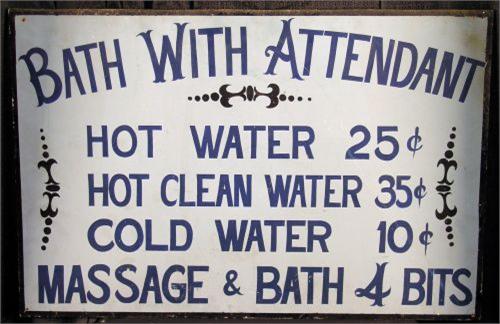 BATH WITH ATTENDANT
HOT WATER 25¢
HOT CLEAN WATER 35¢
COLD WATER 10¢
MASSAGE & BATH 4 BITS